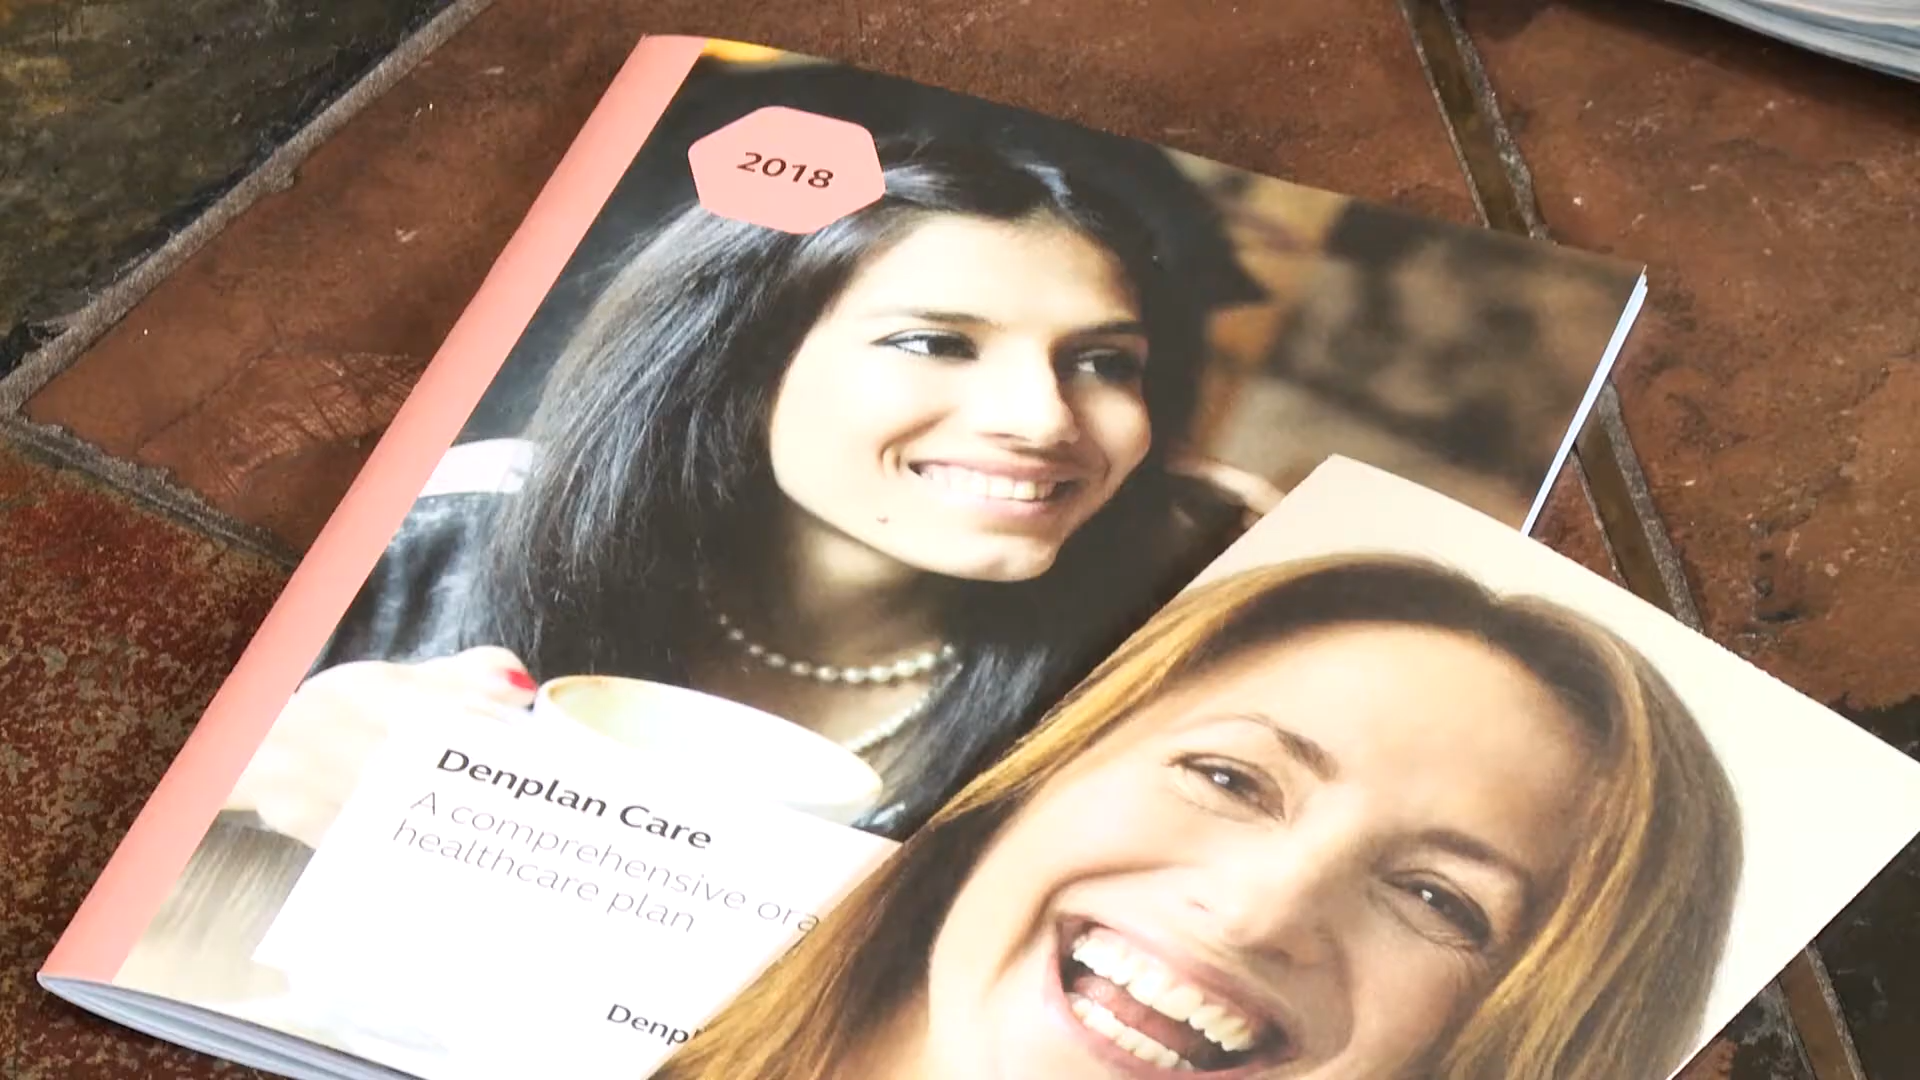 2018
Denplan Care
A comprehensive ora
healthcare plan
Denpl